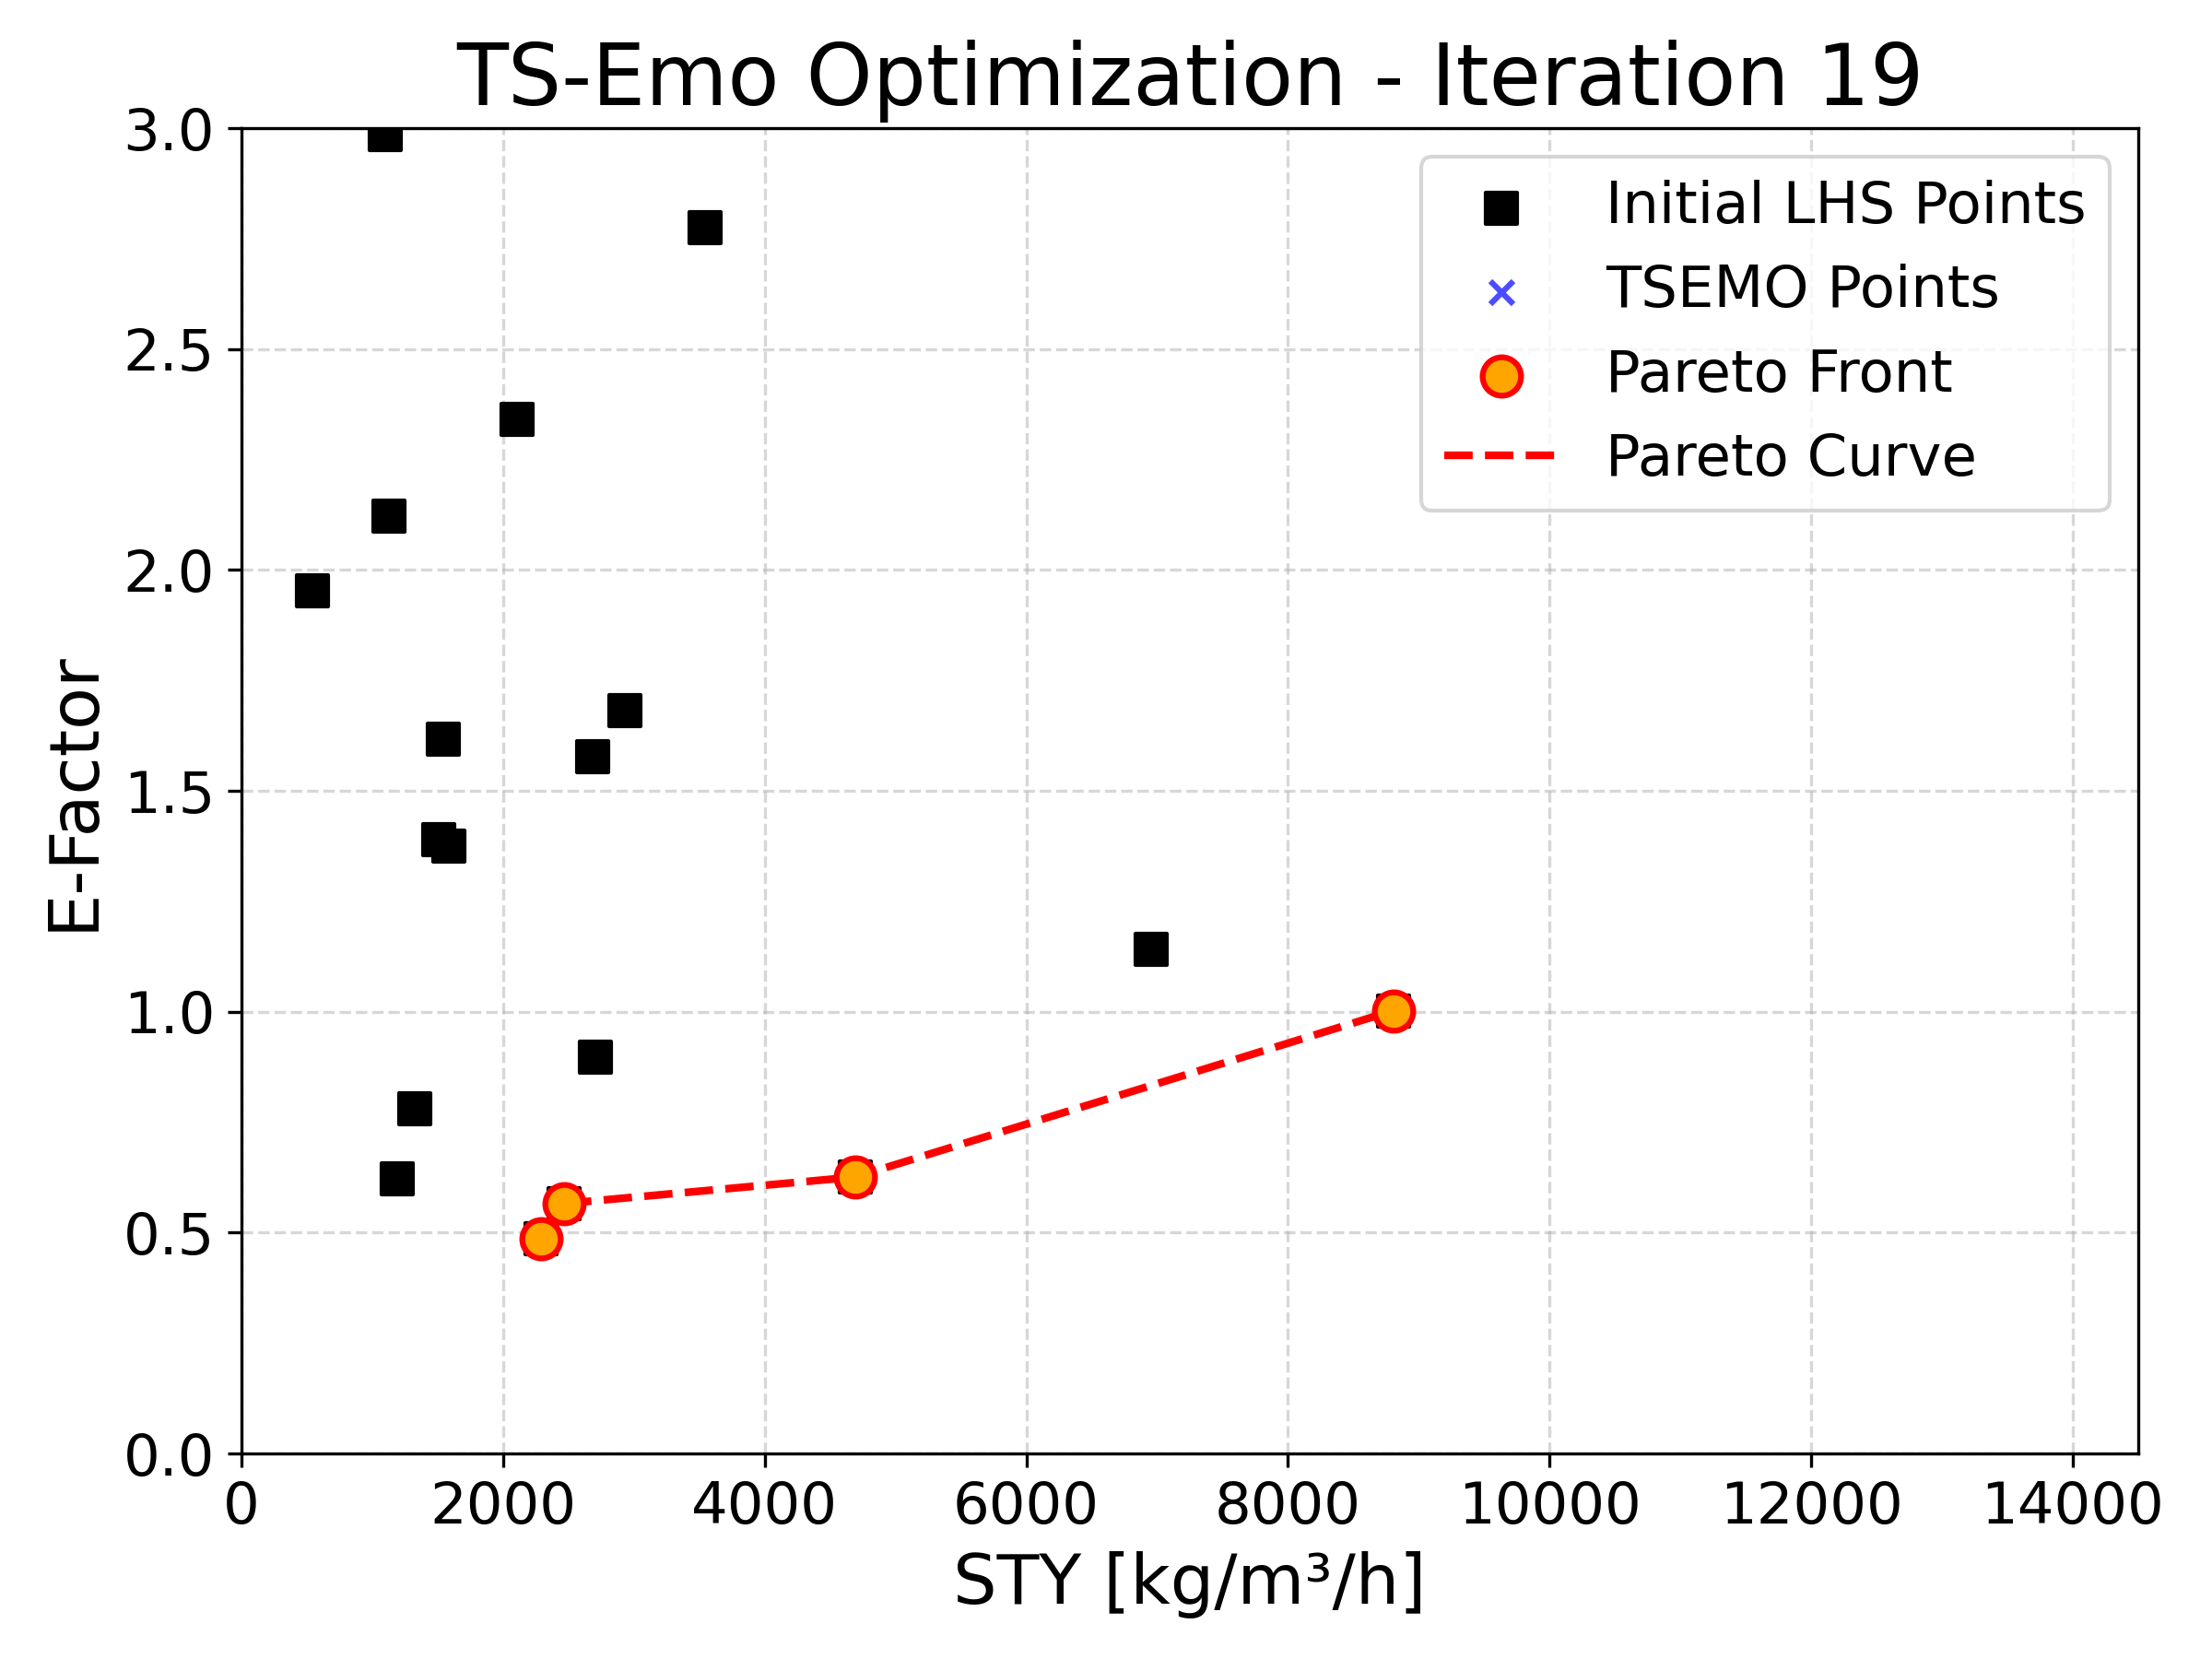 TS-Emo Optimization - Iteration 19
3.0
2.5
2.0
1.5
1.0
0.5
0.0
E-Factor
Initial LHS Points
TSEMO Points
Pareto Front
Pareto Curve
0 2000 4000 6000 8000 10000 12000 14000
STY [kg/m³/h]